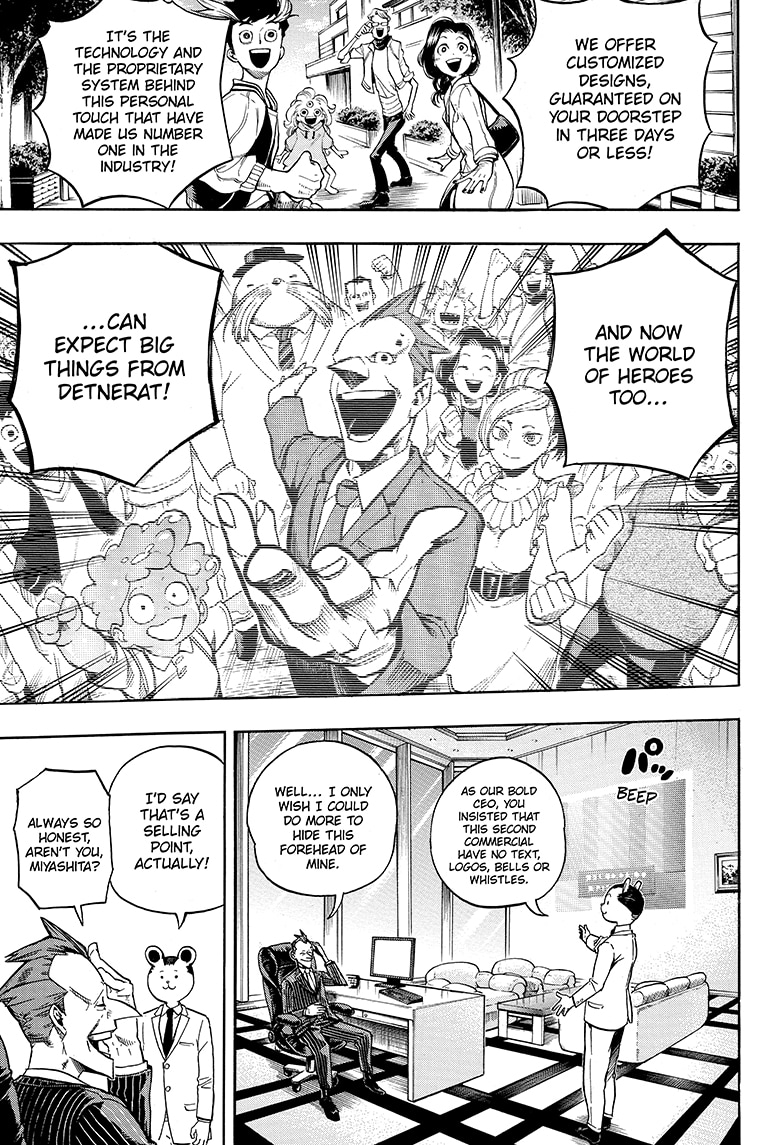 WE OFFER
CUSTOMIZED
DESIGNS,
GUARANTEED ON
YOUR DOORSTEP
IN THREE DAYS
OR LESS!
IT'S THE
TECHNOLOGY AND
THE PROPRIETARY
SYSTEM BEHIND
THIS PERSONAL
TOUCH THAT HAVE
MADE US NUMBER
ONE IN THE
INDUSTRY!
AND NOW
THE WORLD
OF HEROES
TOO...
...CAN
EXPECT BIG
THINGS FROM
DETNERAT!
パッ
BEEP
AS OUR BOLD
CEO, YOU
INSISTED THAT
THIS SECOND
COMMERCIAL
HAVE NO TEXT,
LOGOS, BELLS OR
WHISTLES.
WELL... I ONLY
WISH I COULD
DO MORE TO
HIDE THIS
FOREHEAD OF
MINE.
I'D SAY
THAT'S A
SELLING
POINT,
ACTUALLY!
ALWAYS SO
HONEST,
AREN'T YOU,
MIYASHITA?